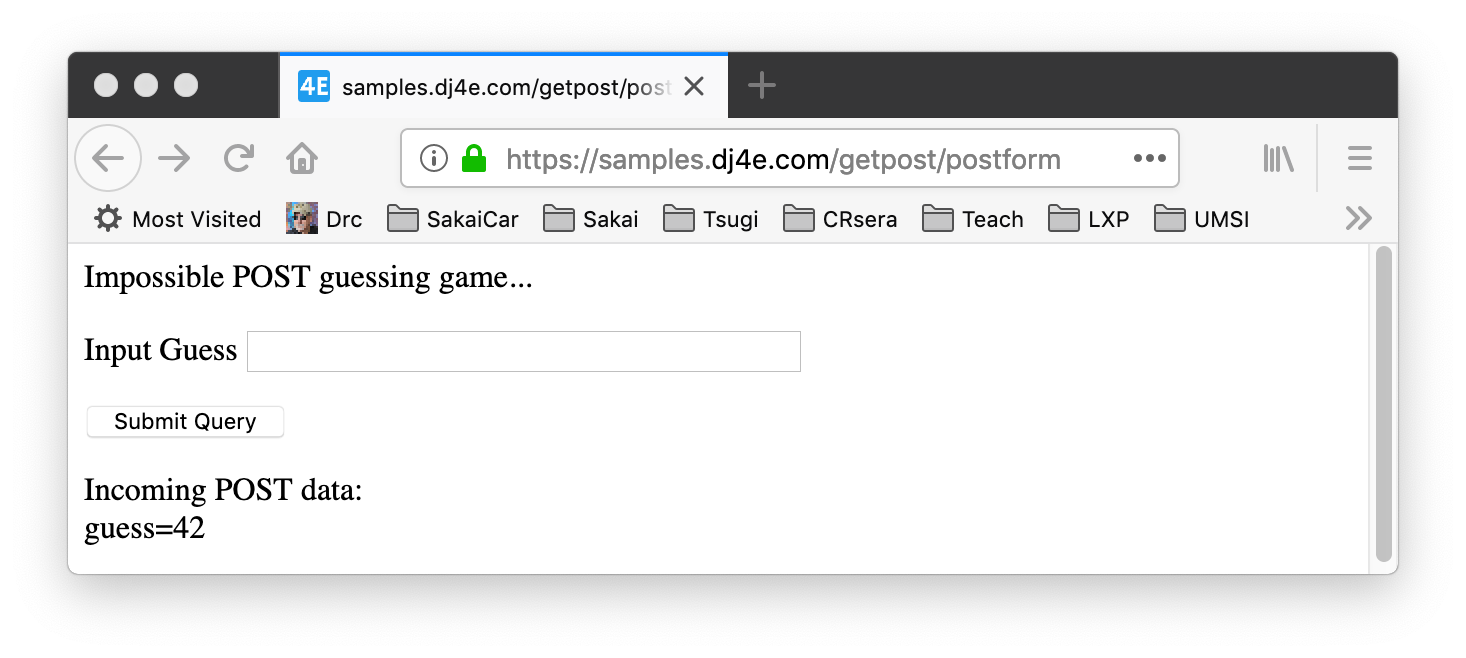 4E samples.dj4e.com/getpost/post
https://samples.dj4e.com/getpost/postform
Most Visited Drc SakaiCar Sakai Tsugi CRsera Teach LXP UMSI
Impossible POST guessing game...
Input Guess
Submit Query
Incoming POST data:
guess=42